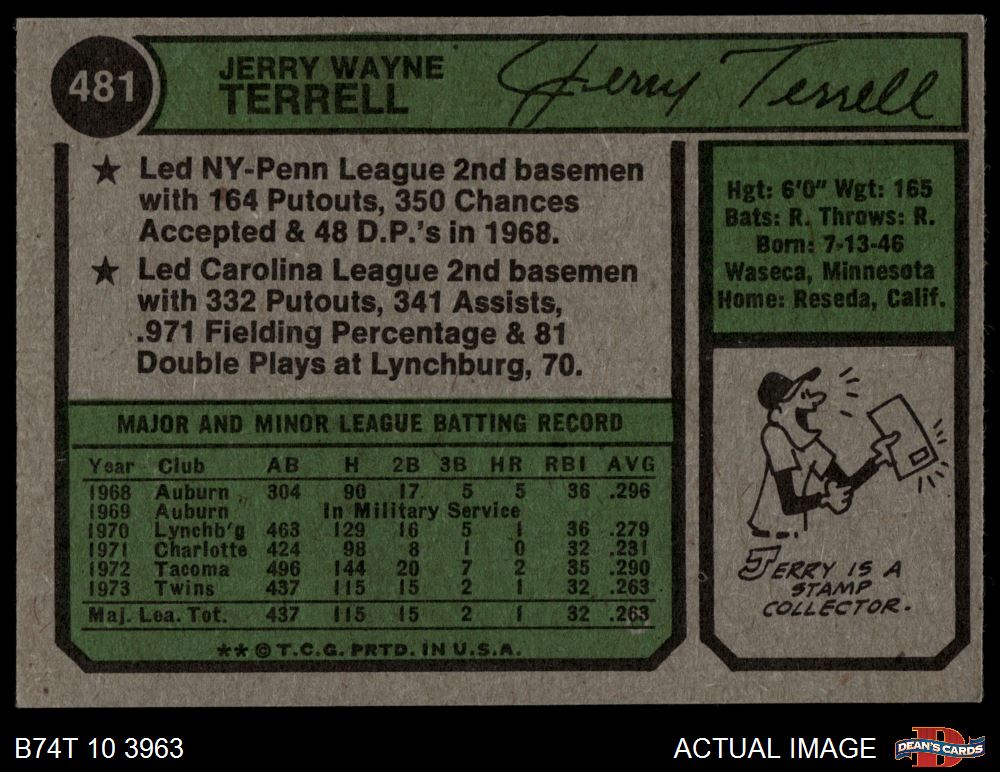 481
JERRY WAYNE
TERRELL
Jerry Terrell
★ Led NY-Penn League 2nd basemen
with 164 Putouts, 350 Chances
Accepted & 48 D.P.'s in 1968.
★ Led Carolina League 2nd basemen
with 332 Putouts, 341 Assists,
.971 Fielding Percentage & 81
Double Plays at Lynchburg, 70.
Hgt: 6'0" Wgt: 165
Bats: R. Throws: R.
Born: 7-13-46
Waseca, Minnesota
Home: Reseda, Calif.
MAJOR AND MINOR LEAGUE BATTING RECORD
Year Club AB H 2B 3B HR RBI AVG
1968 Auburn 304 90 17 5 5 36 .296
1969 Auburn In Military Service
1970 Lynchb'g 463 129 16 5 1 36 .279
1971 Charlotte 424 98 8 1 0 32 .231
1972 Tacoma 496 144 20 7 2 35 .290
1973 Twins 437 115 15 2 1 32 .263
Maj. Lea. Tot. 437 115 15 2 1 32 .263
** © T.C.G. PRTD. IN U.S.A.
JERRY IS A
STAMP
COLLECTOR.
B74T 10 3963
ACTUAL IMAGE
D
DEAN'S CARDS